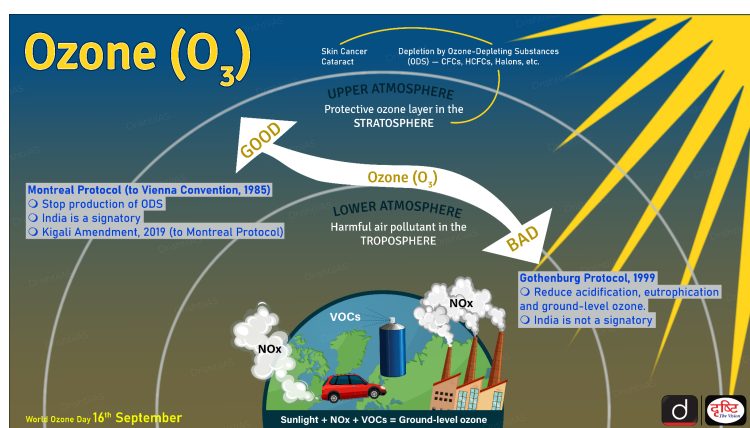 Ozone (O3)
Skin Cancer
Cataract
Depletion by Ozone-Depleting Substances
(ODS) — CFCs, HCFCs, Halons, etc.
UPPER ATMOSPHERE
Protective ozone layer in the
STRATOSPHERE
GOOD
Ozone (O3)
BAD
LOWER ATMOSPHERE
Harmful air pollutant in the
TROPOSPHERE
Montreal Protocol (to Vienna Convention, 1985)
❍ Stop production of ODS
❍ India is a signatory
❍ Kigali Amendment, 2019 (to Montreal Protocol)
Gothenburg Protocol, 1999
❍ Reduce acidification, eutrophication
and ground-level ozone.
❍ India is not a signatory
VOCs
NOx
NOx
Sunlight + NOx + VOCs = Ground-level ozone
World Ozone Day 16th September
d
दृष्टि
The Vision